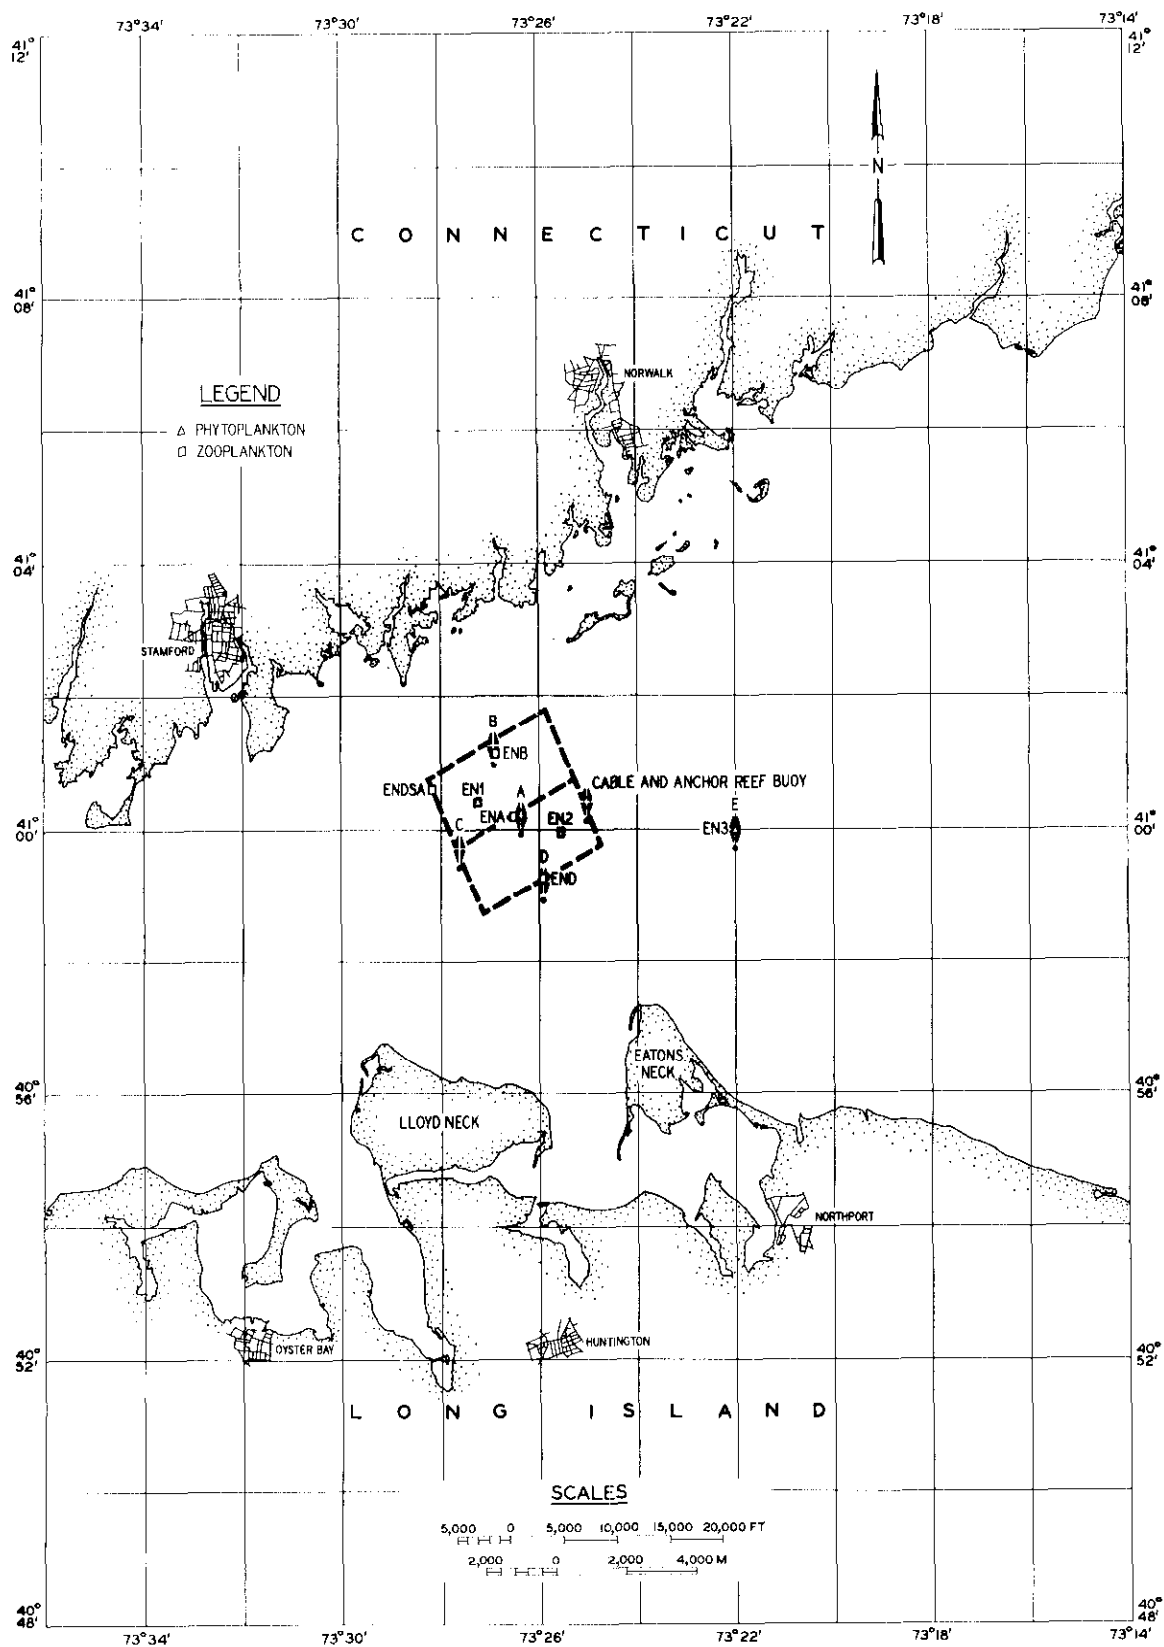 73°34' 73°30' 73°26' 73°22' 73°18' 73°14'
41° 12' 41° 12'
N
C O N N E C T I C U T
41° 08' 41° 08'
NORWALK
LEGEND
△ PHYTOPLANKTON
□ ZOOPLANKTON
41° 04' 41° 04'
STAMFORD
B
ENB
CABLE AND ANCHOR REEF BUOY
ENDSA
EN1
A
E
ENA
EN2
C
EN3
41° 00' 41° 00'
D
END
EATONS
NECK
40° 56' 40° 56'
LLOYD NECK
NORTHPORT
OYSTER BAY
HUNTINGTON
40° 52' 40° 52'
L O N G I S L A N D
SCALES
5,000 0 5,000 10,000 15,000 20,000 FT
2,000 0 2,000 4,000 M
40° 48' 40° 48'
73°34' 73°30' 73°26' 73°22' 73°18' 73°14'